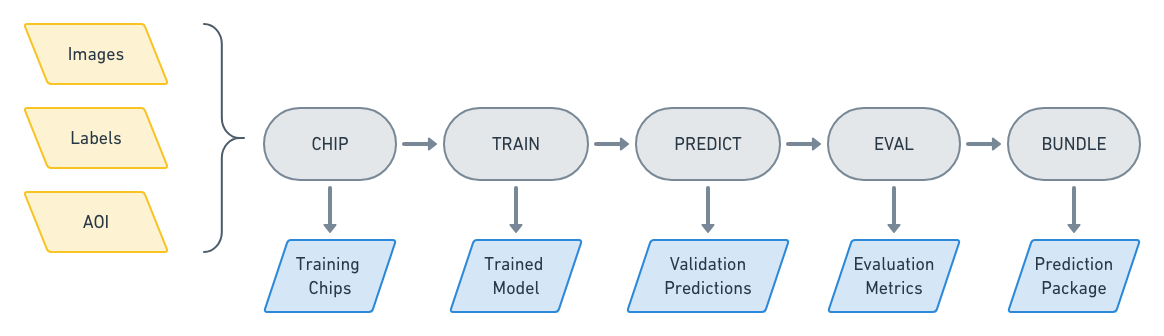 Images
Labels
AOI
CHIP
TRAIN
PREDICT
EVAL
BUNDLE
Training
Chips
Trained
Model
Validation
Predictions
Evaluation
Metrics
Prediction
Package